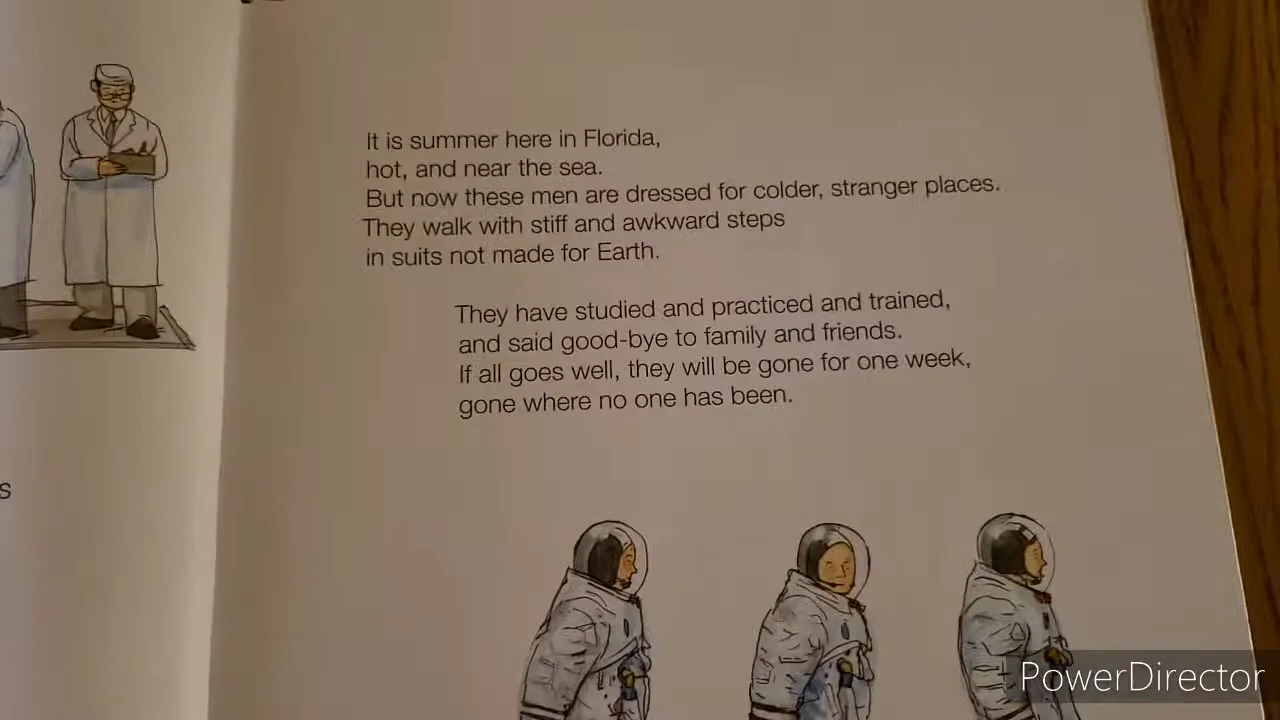 It is summer here in Florida,
hot, and near the sea.
But now these men are dressed for colder, stranger places.
They walk with stiff and awkward steps
in suits not made for Earth.
They have studied and practiced and trained,
and said good-bye to family and friends.
If all goes well, they will be gone for one week,
gone where no one has been.
s
PowerDirector